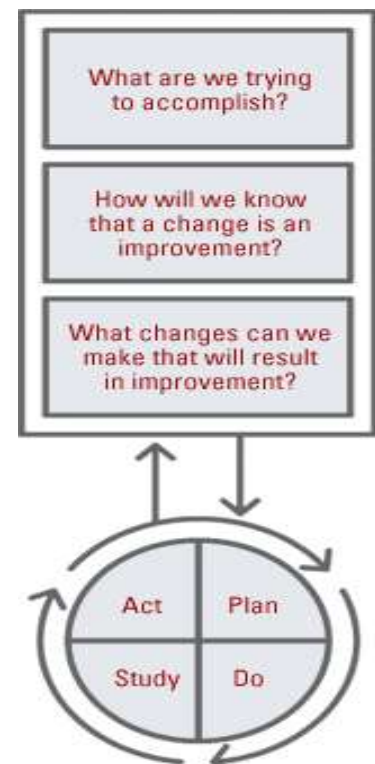 What are we trying
to accomplish?
How will we know
that a change is an
improvement?
What changes can we
make that will result
in improvement?
Act
Plan
Study
Do